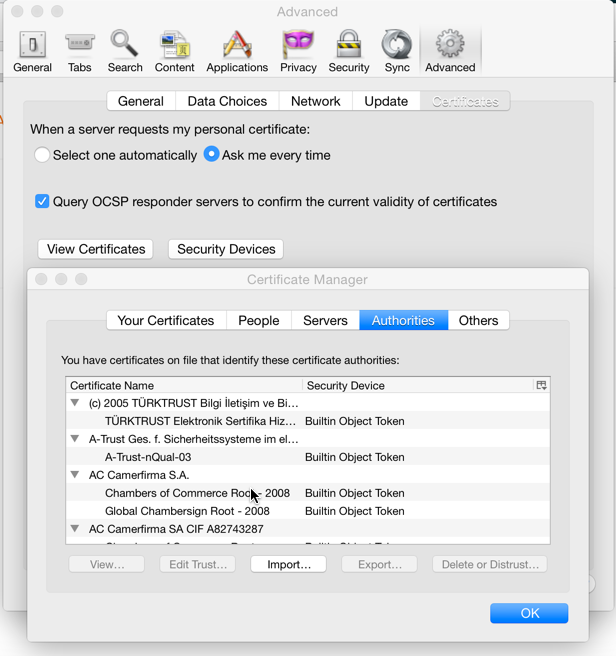 Advanced
General Tabs Search Content Applications Privacy Security Sync Advanced
General Data Choices Network Update Certificates
When a server requests my personal certificate:
Select one automatically Ask me every time
Query OCSP responder servers to confirm the current validity of certificates
View Certificates Security Devices
Certificate Manager
Your Certificates People Servers Authorities Others
You have certificates on file that identify these certificate authorities:
Certificate Name Security Device
(c) 2005 TÜRKTRUST Bilgi İletişim ve Bi...
TÜRKTRUST Elektronik Sertifika Hiz... Builtin Object Token
A-Trust Ges. f. Sicherheitssysteme im el...
A-Trust-nQual-03 Builtin Object Token
AC Camerfirma S.A.
Chambers of Commerce Root - 2008 Builtin Object Token
Global Chambersign Root - 2008 Builtin Object Token
AC Camerfirma SA CIF A82743287
View... Edit Trust... Import... Export... Delete or Distrust...
OK